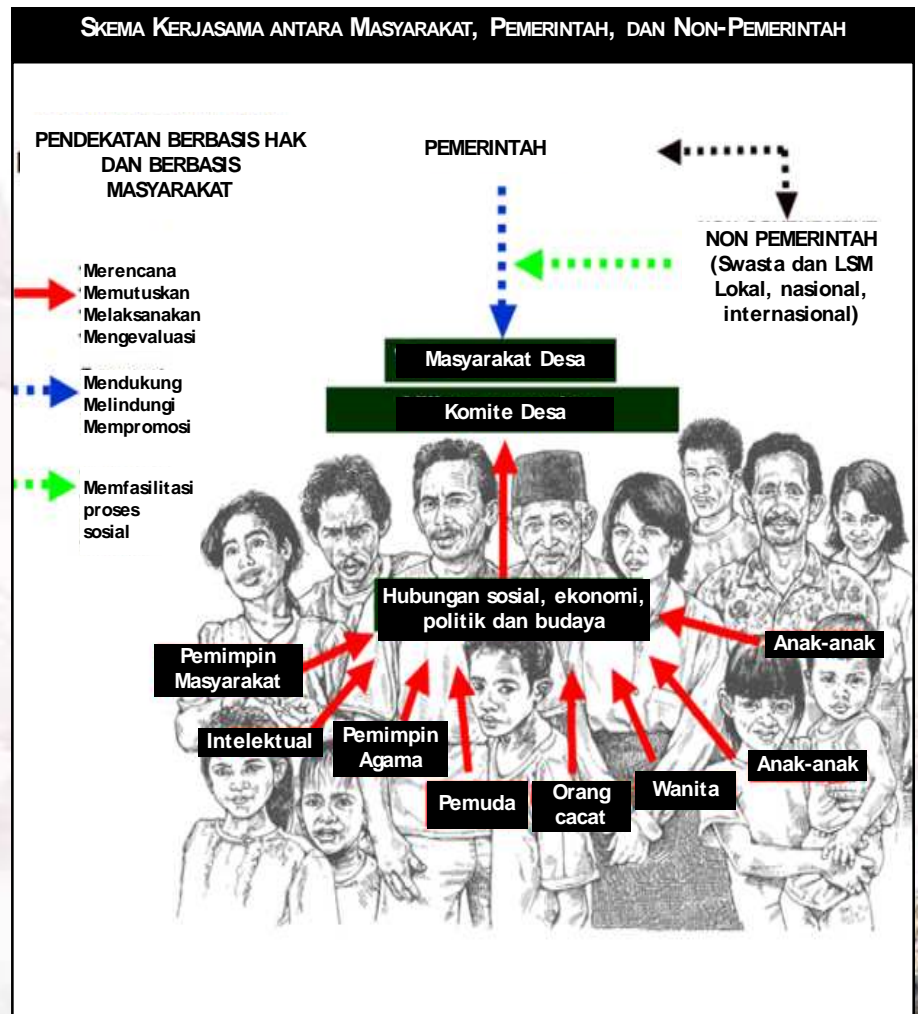 SKEMA KERJASAMA ANTARA MASYARAKAT, PEMERINTAH, DAN NON-PEMERINTAH
PENDEKATAN BERBASIS HAK
DAN BERBASIS
MASYARAKAT
PEMERINTAH
NON PEMERINTAH
(Swasta dan LSM
Lokal, nasional,
internasional)
Merencana
Memutuskan
Melaksanakan
Mengevaluasi
Mendukung
Melindungi
Mempromosi
Memfasilitasi
proses
sosial
Masyarakat Desa
Komite Desa
Hubungan sosial, ekonomi,
politik dan budaya
Pemimpin
Masyarakat
Intelektual
Pemimpin
Agama
Pemuda
Orang
cacat
Wanita
Anak-anak
Anak-anak